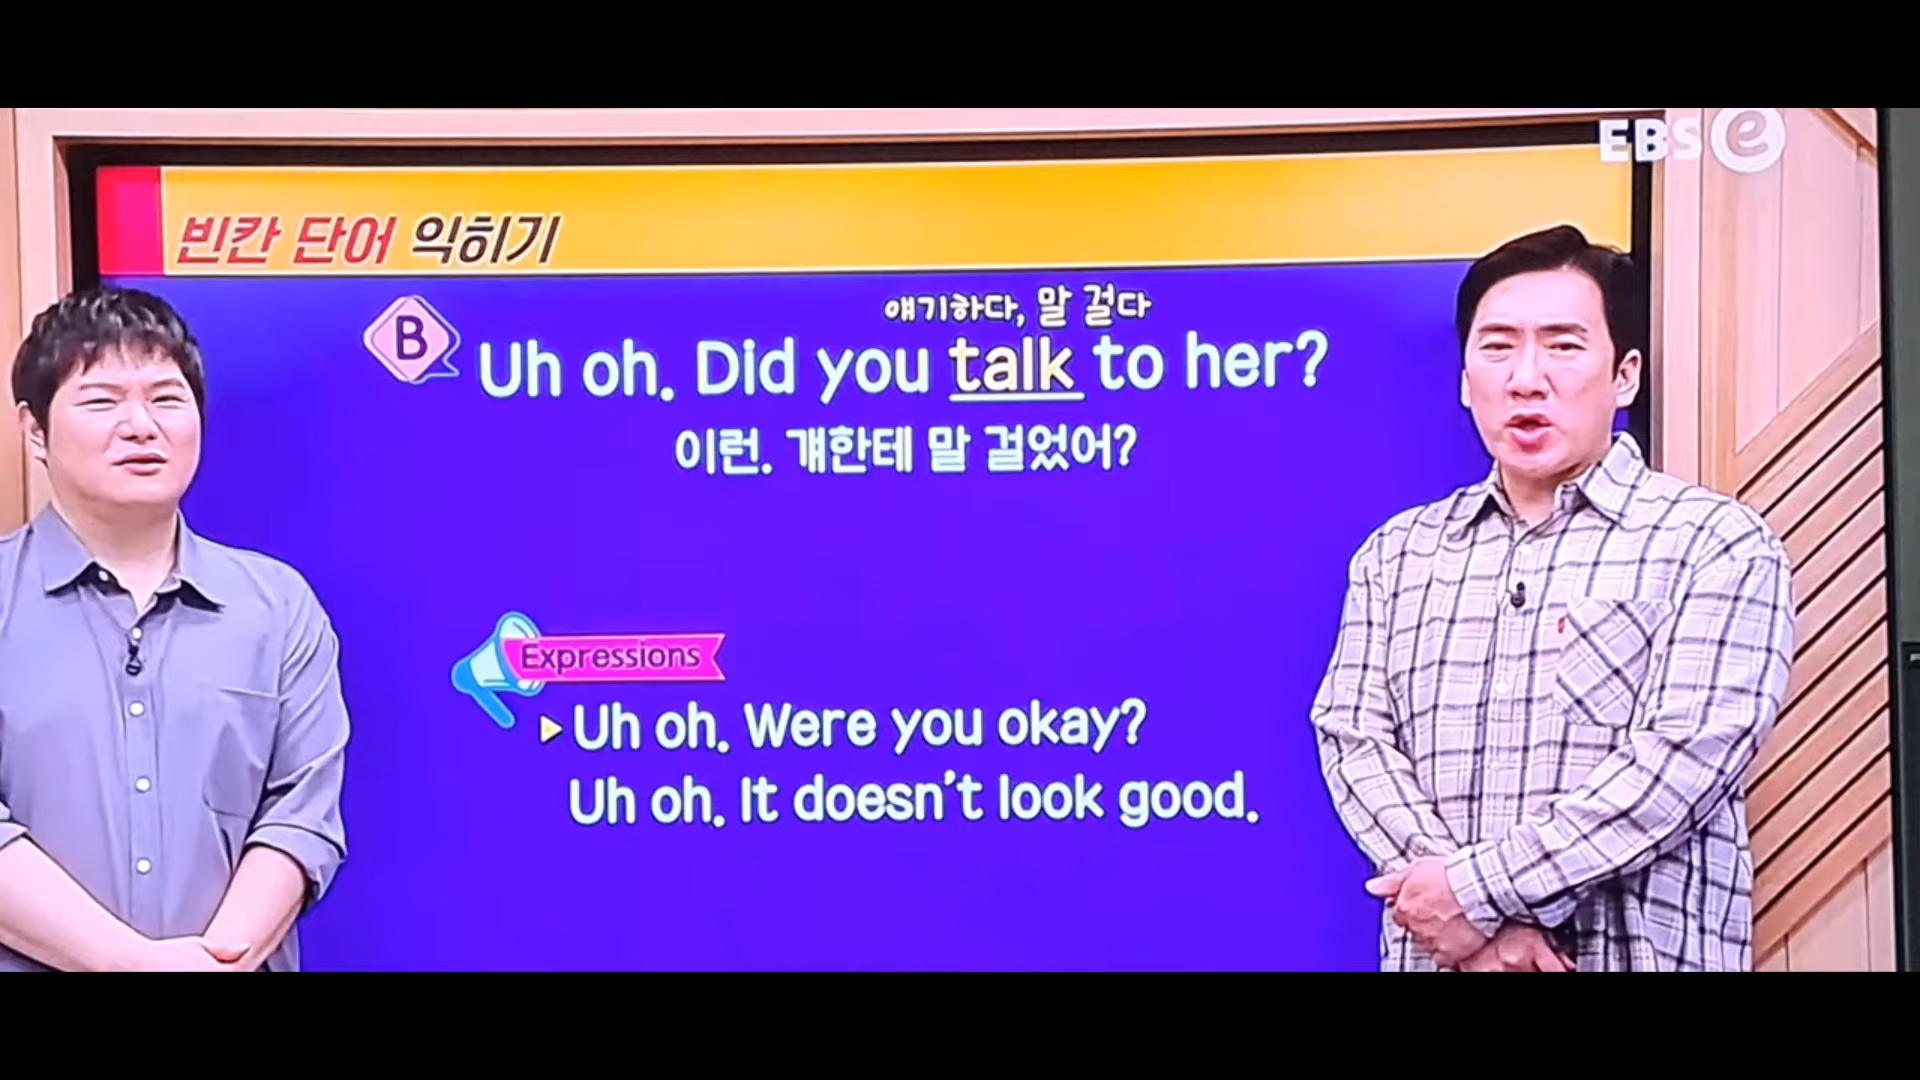 EBS e
빈칸 단어 익히기
얘기하다, 말 걸다
B
Uh oh. Did you talk to her?
이런. 걔한테 말 걸었어?
Expressions
▶ Uh oh. Were you okay?
Uh oh. It doesn't look good.